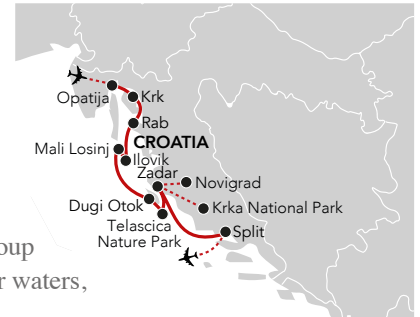 Opatija
Krk
Rab
Mali Losinj
CROATIA
Ilovik
Zadar
Novigrad
Dugi Otok
Krka National Park
Telascica
Nature Park
Split
oup
r waters,